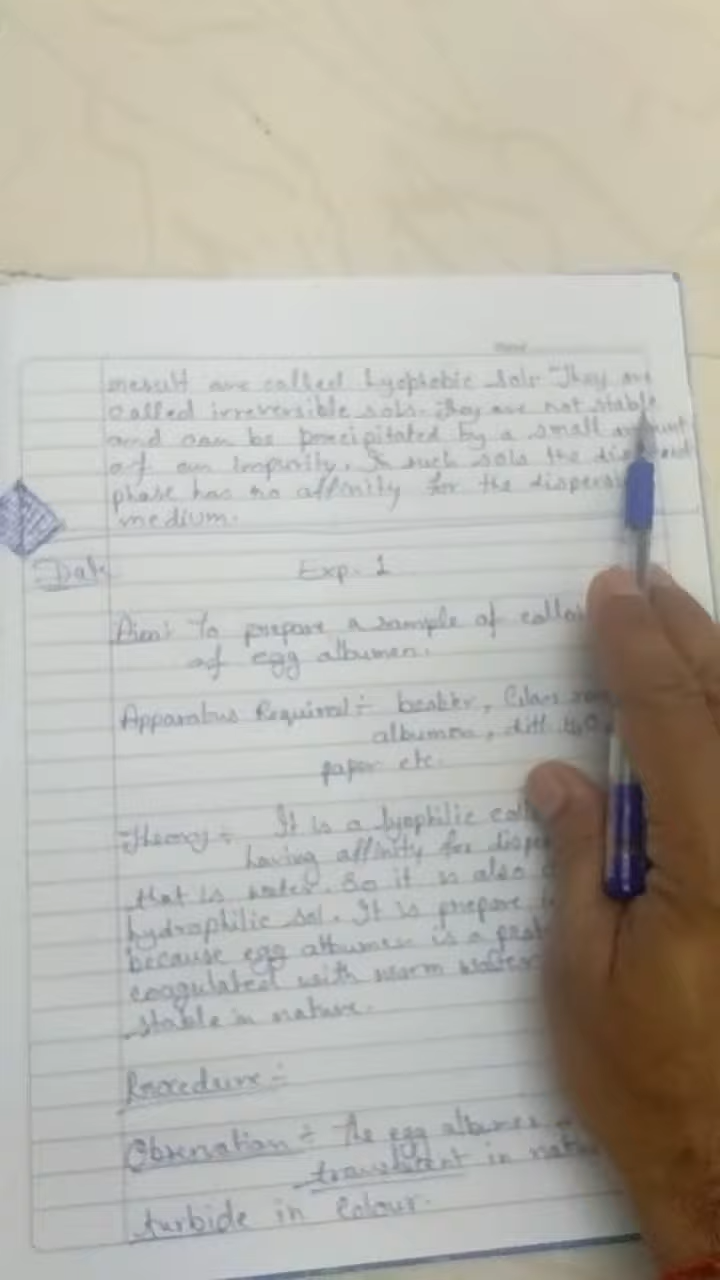 result are called Lyophobic Sols. They are
called irreversible sols. They are not stable
and can be precipitated by a small amount
of an impurity. such sols the
phase has no affinity for the
medium.
Date
Exp. 1
Aim: To prepare a sample of
of egg albumen.
Apparatus Required ÷ beaker, Glass
albumen, H2O,
paper etc.
Theory ÷ It is a lyophilic
having affinity for
that is water. So it is also
hydrophilic sol. It is prepare
because egg albumen is a
coagulated with warm water
stable in nature.
Procedure ÷
Observation ÷ The egg albumen
translucent in
turbide in Colour.